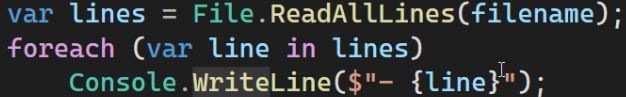 var lines = File.ReadAllLines(filename);
foreach (var line in lines)
    Console.WriteLine($"- {line}");